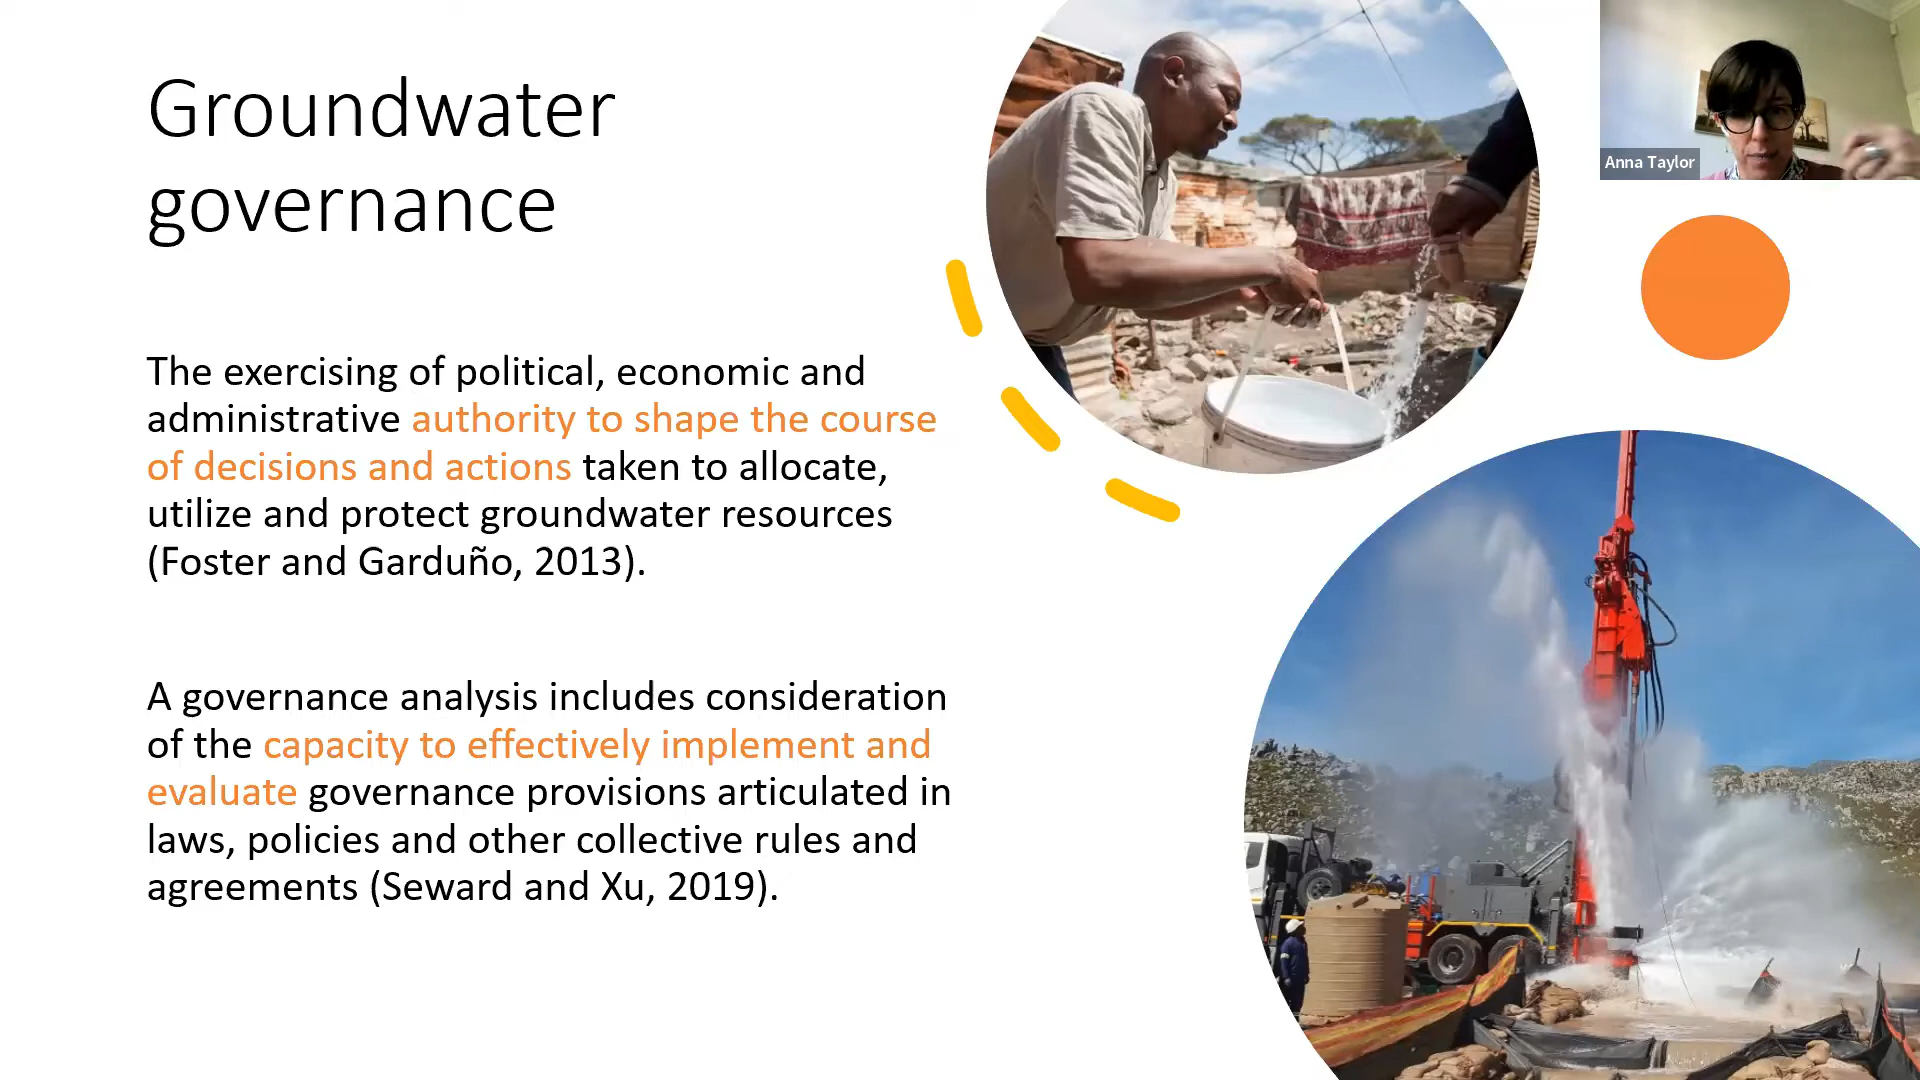 Groundwater
governance
The exercising of political, economic and
administrative authority to shape the course
of decisions and actions taken to allocate,
utilize and protect groundwater resources
(Foster and Garduño, 2013).
A governance analysis includes consideration
of the capacity to effectively implement and
evaluate governance provisions articulated in
laws, policies and other collective rules and
agreements (Seward and Xu, 2019).
Anna Taylor